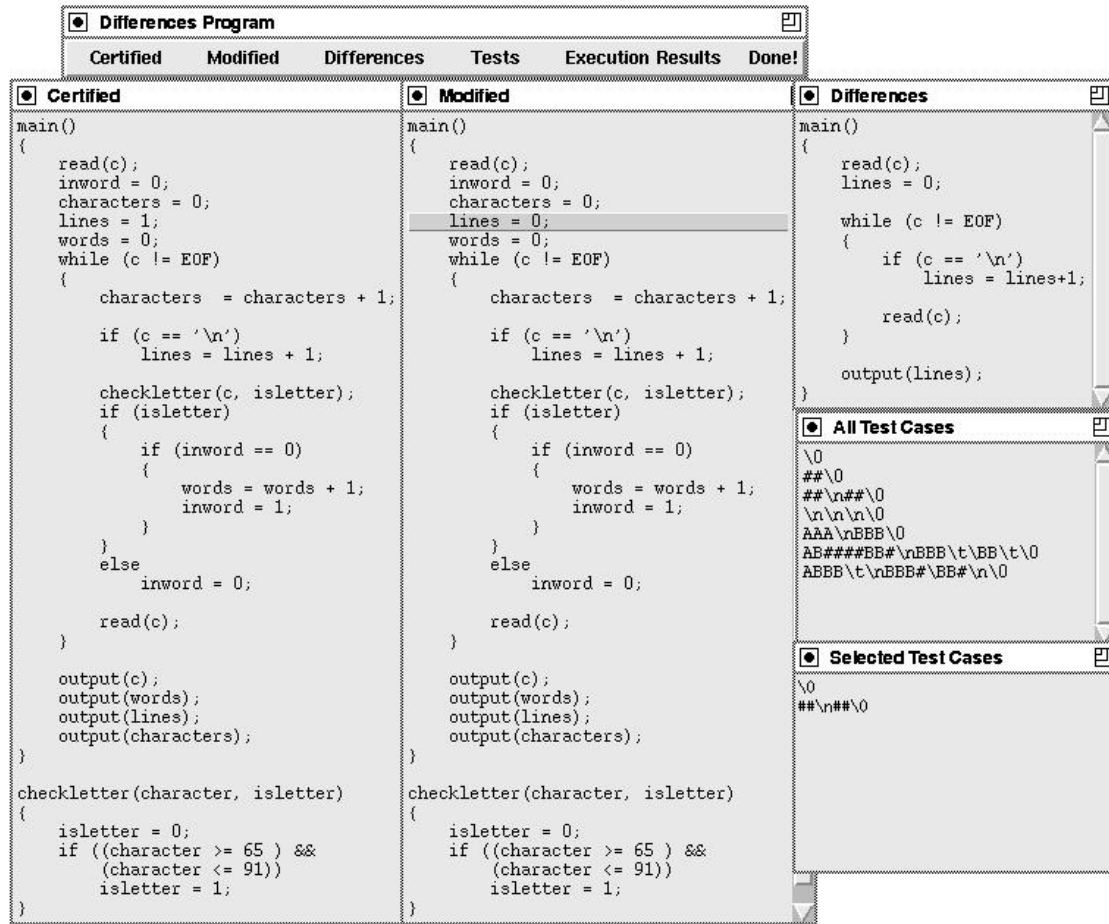 Differences Program
Certified Modified Differences Tests Execution Results Done!
Certified
main()
{
    read(c);
    inword = 0;
    characters = 0;
    lines = 1;
    words = 0;
    while (c != EOF)
    {
        characters  = characters + 1;
        if (c == '\n')
            lines = lines + 1;
        checkletter(c, isletter);
        if (isletter)
        {
            if (inword == 0)
            {
                words = words + 1;
                inword = 1;
            }
        }
        else
            inword = 0;
        read(c);
    }
    output(c);
    output(words);
    output(lines);
    output(characters);
}
checkletter(character, isletter)
{
    isletter = 0;
    if ((character >= 65 ) &&
        (character <= 91))
        isletter = 1;
}
Modified
main()
{
    read(c);
    inword = 0;
    characters = 0;
    lines = 0;
    words = 0;
    while (c != EOF)
    {
        characters  = characters + 1;
        if (c == '\n')
            lines = lines + 1;
        checkletter(c, isletter);
        if (isletter)
        {
            if (inword == 0)
            {
                words = words + 1;
                inword = 1;
            }
        }
        else
            inword = 0;
        read(c);
    }
    output(c);
    output(words);
    output(lines);
    output(characters);
}
checkletter(character, isletter)
{
    isletter = 0;
    if ((character >= 65 ) &&
        (character <= 91))
        isletter = 1;
}
Differences
main()
{
    read(c);
    lines = 0;
    while (c != EOF)
    {
        if (c == '\n')
            lines = lines+1;
        read(c);
    }
    output(lines);
}
All Test Cases
\0
##\0
##\n##\0
\n\n\n\0
AAA\nBBB\0
AB####BB#\nBBB\t\BB\t\0
ABBB\t\nBBB#\BB#\n\0
Selected Test Cases
\0
##\n##\0